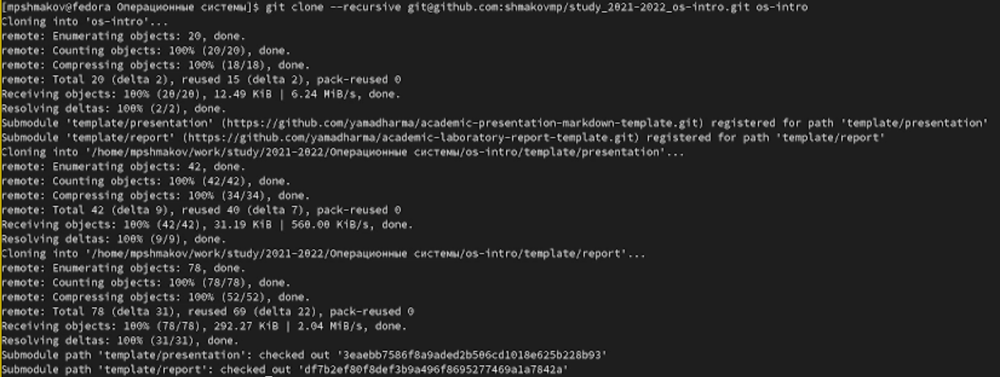 [mpshmakov@fedora Операционные системы]$ git clone --recursive git@github.com:shmakovmp/study_2021-2022_os-intro.git os-intro
Cloning into 'os-intro'...
remote: Enumerating objects: 20, done.
remote: Counting objects: 100% (20/20), done.
remote: Compressing objects: 100% (18/18), done.
remote: Total 20 (delta 2), reused 15 (delta 2), pack-reused 0
Receiving objects: 100% (20/20), 12.49 KiB | 6.24 MiB/s, done.
Resolving deltas: 100% (2/2), done.
Submodule 'template/presentation' (https://github.com/yamadharma/academic-presentation-markdown-template.git) registered for path 'template/presentation'
Submodule 'template/report' (https://github.com/yamadharma/academic-laboratory-report-template.git) registered for path 'template/report'
Cloning into '/home/mpshmakov/work/study/2021-2022/Операционные системы/os-intro/template/presentation'...
remote: Enumerating objects: 42, done.
remote: Counting objects: 100% (42/42), done.
remote: Compressing objects: 100% (34/34), done.
remote: Total 42 (delta 9), reused 40 (delta 7), pack-reused 0
Receiving objects: 100% (42/42), 31.19 KiB | 560.00 KiB/s, done.
Resolving deltas: 100% (9/9), done.
Cloning into '/home/mpshmakov/work/study/2021-2022/Операционные системы/os-intro/template/report'...
remote: Enumerating objects: 78, done.
remote: Counting objects: 100% (78/78), done.
remote: Compressing objects: 100% (52/52), done.
remote: Total 78 (delta 31), reused 69 (delta 22), pack-reused 0
Receiving objects: 100% (78/78), 292.27 KiB | 2.04 MiB/s, done.
Resolving deltas: 100% (31/31), done.
Submodule path 'template/presentation': checked out '3eaebb7586f8a9aded2b506cd1018e625b228b93'
Submodule path 'template/report': checked out 'df7b2ef80f8def3b9a496f8695277469a1a7842a'